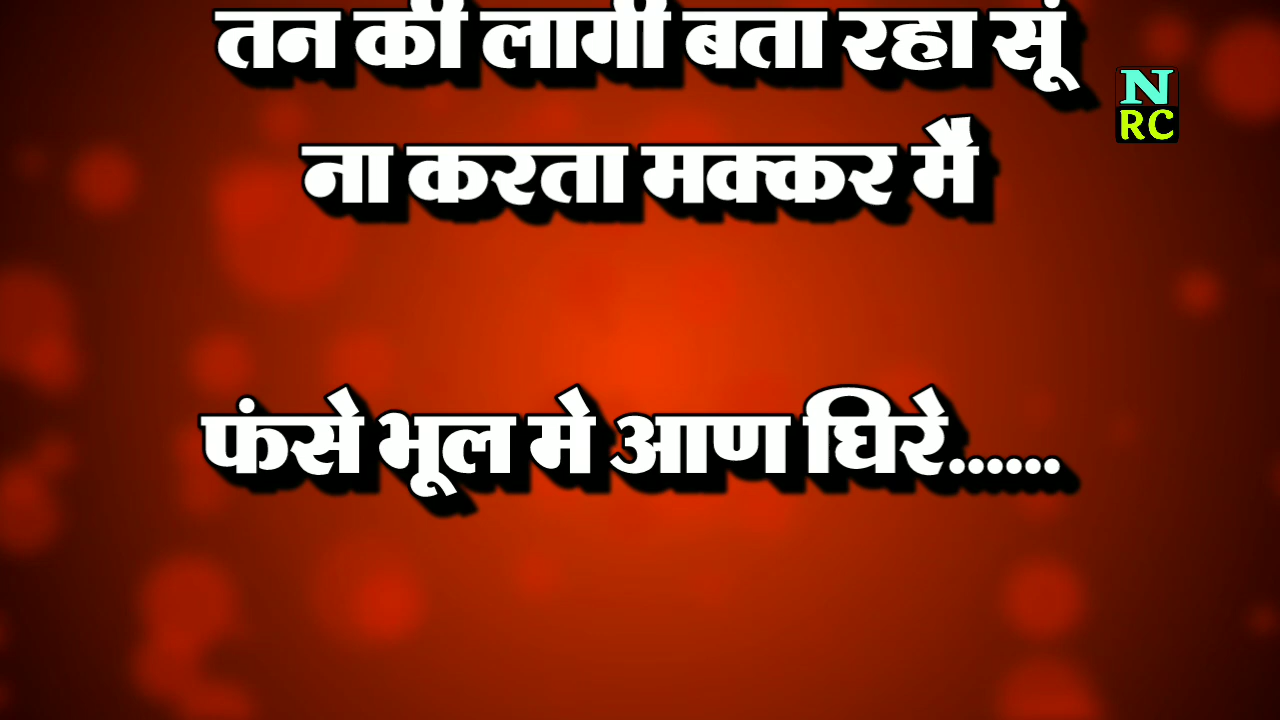 तन की लागी बता रहा सूं
N
RC
ना करता मक्कर मै
फंसे भूल मे आण घिरे......